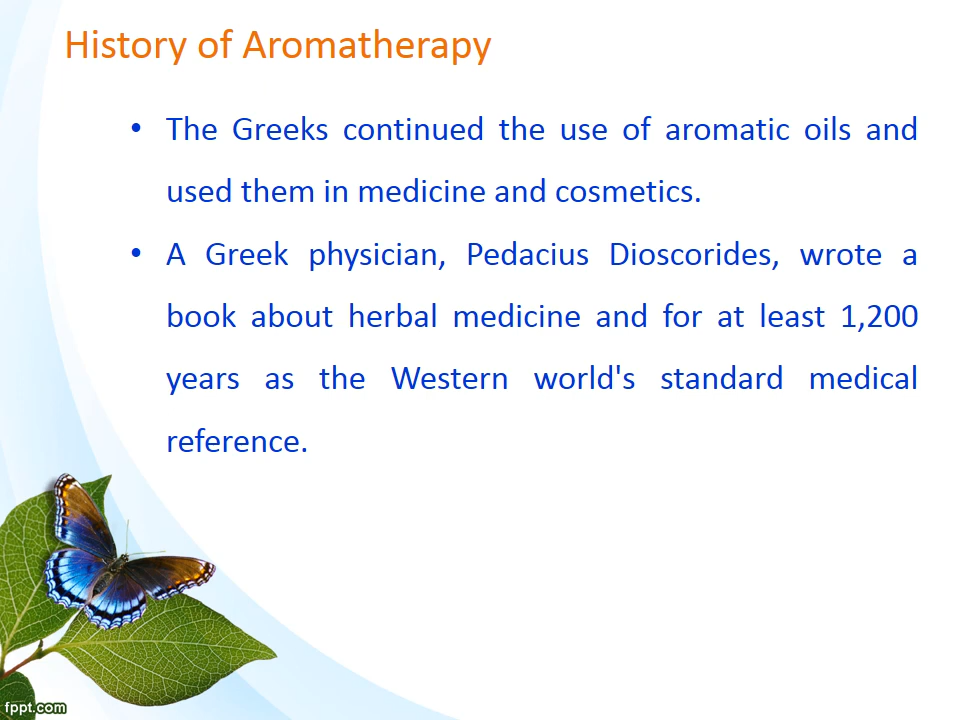 History of Aromatherapy
• The Greeks continued the use of aromatic oils and
used them in medicine and cosmetics.
• A Greek physician, Pedacius Dioscorides, wrote a
book about herbal medicine and for at least 1,200
years as the Western world's standard medical
reference.
fppt.com